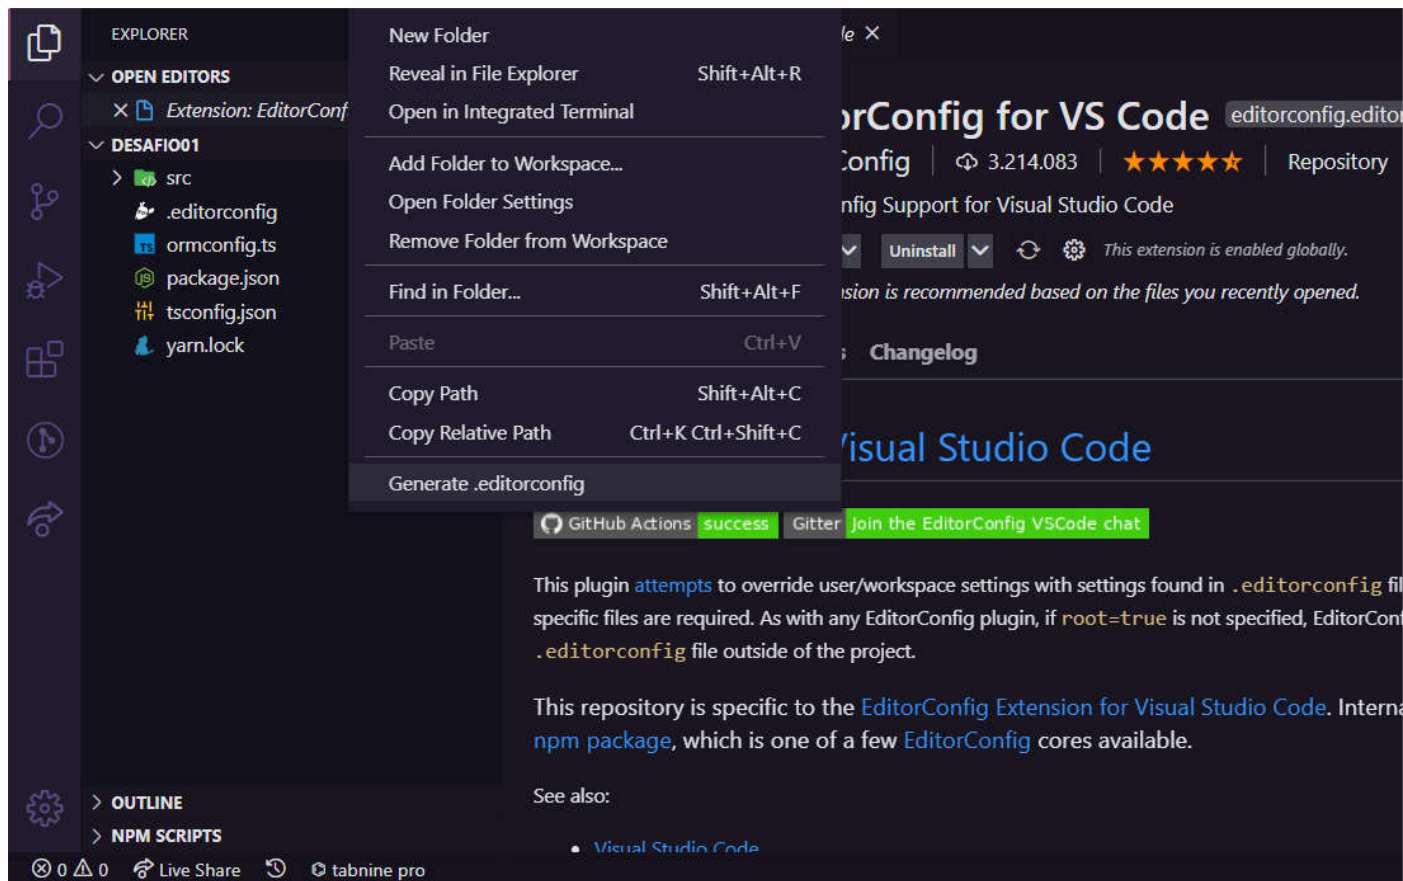 EXPLORER
OPEN EDITORS
Extension: EditorConf
DESAFIO01
src
.editorconfig
ormconfig.ts
package.json
tsconfig.json
yarn.lock
OUTLINE
NPM SCRIPTS
New Folder
Reveal in File Explorer Shift+Alt+R
Open in Integrated Terminal
Add Folder to Workspace...
Open Folder Settings
Remove Folder from Workspace
Find in Folder... Shift+Alt+F
Paste Ctrl+V
Copy Path Shift+Alt+C
Copy Relative Path Ctrl+K Ctrl+Shift+C
Generate .editorconfig
orConfig for VS Code editorconfig.editor
Config 3.214.083 Repository
nfig Support for Visual Studio Code
Uninstall This extension is enabled globally.
sion is recommended based on the files you recently opened.
Changelog
Visual Studio Code
GitHub Actions success Gitter Join the EditorConfig VSCode chat
This plugin attempts to override user/workspace settings with settings found in .editorconfig fil
specific files are required. As with any EditorConfig plugin, if root=true is not specified, EditorConf
.editorconfig file outside of the project.
This repository is specific to the EditorConfig Extension for Visual Studio Code. Interna
npm package, which is one of a few EditorConfig cores available.
See also:
Visual Studio Code
0 0 Live Share tabnine pro